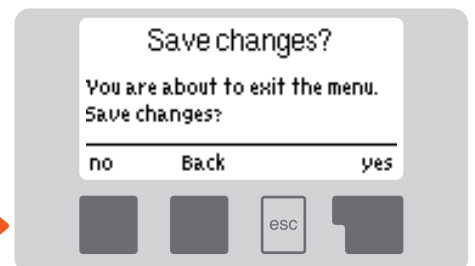 Save changes?
You are about to exit the menu.
Save changes?
no Back yes
esc